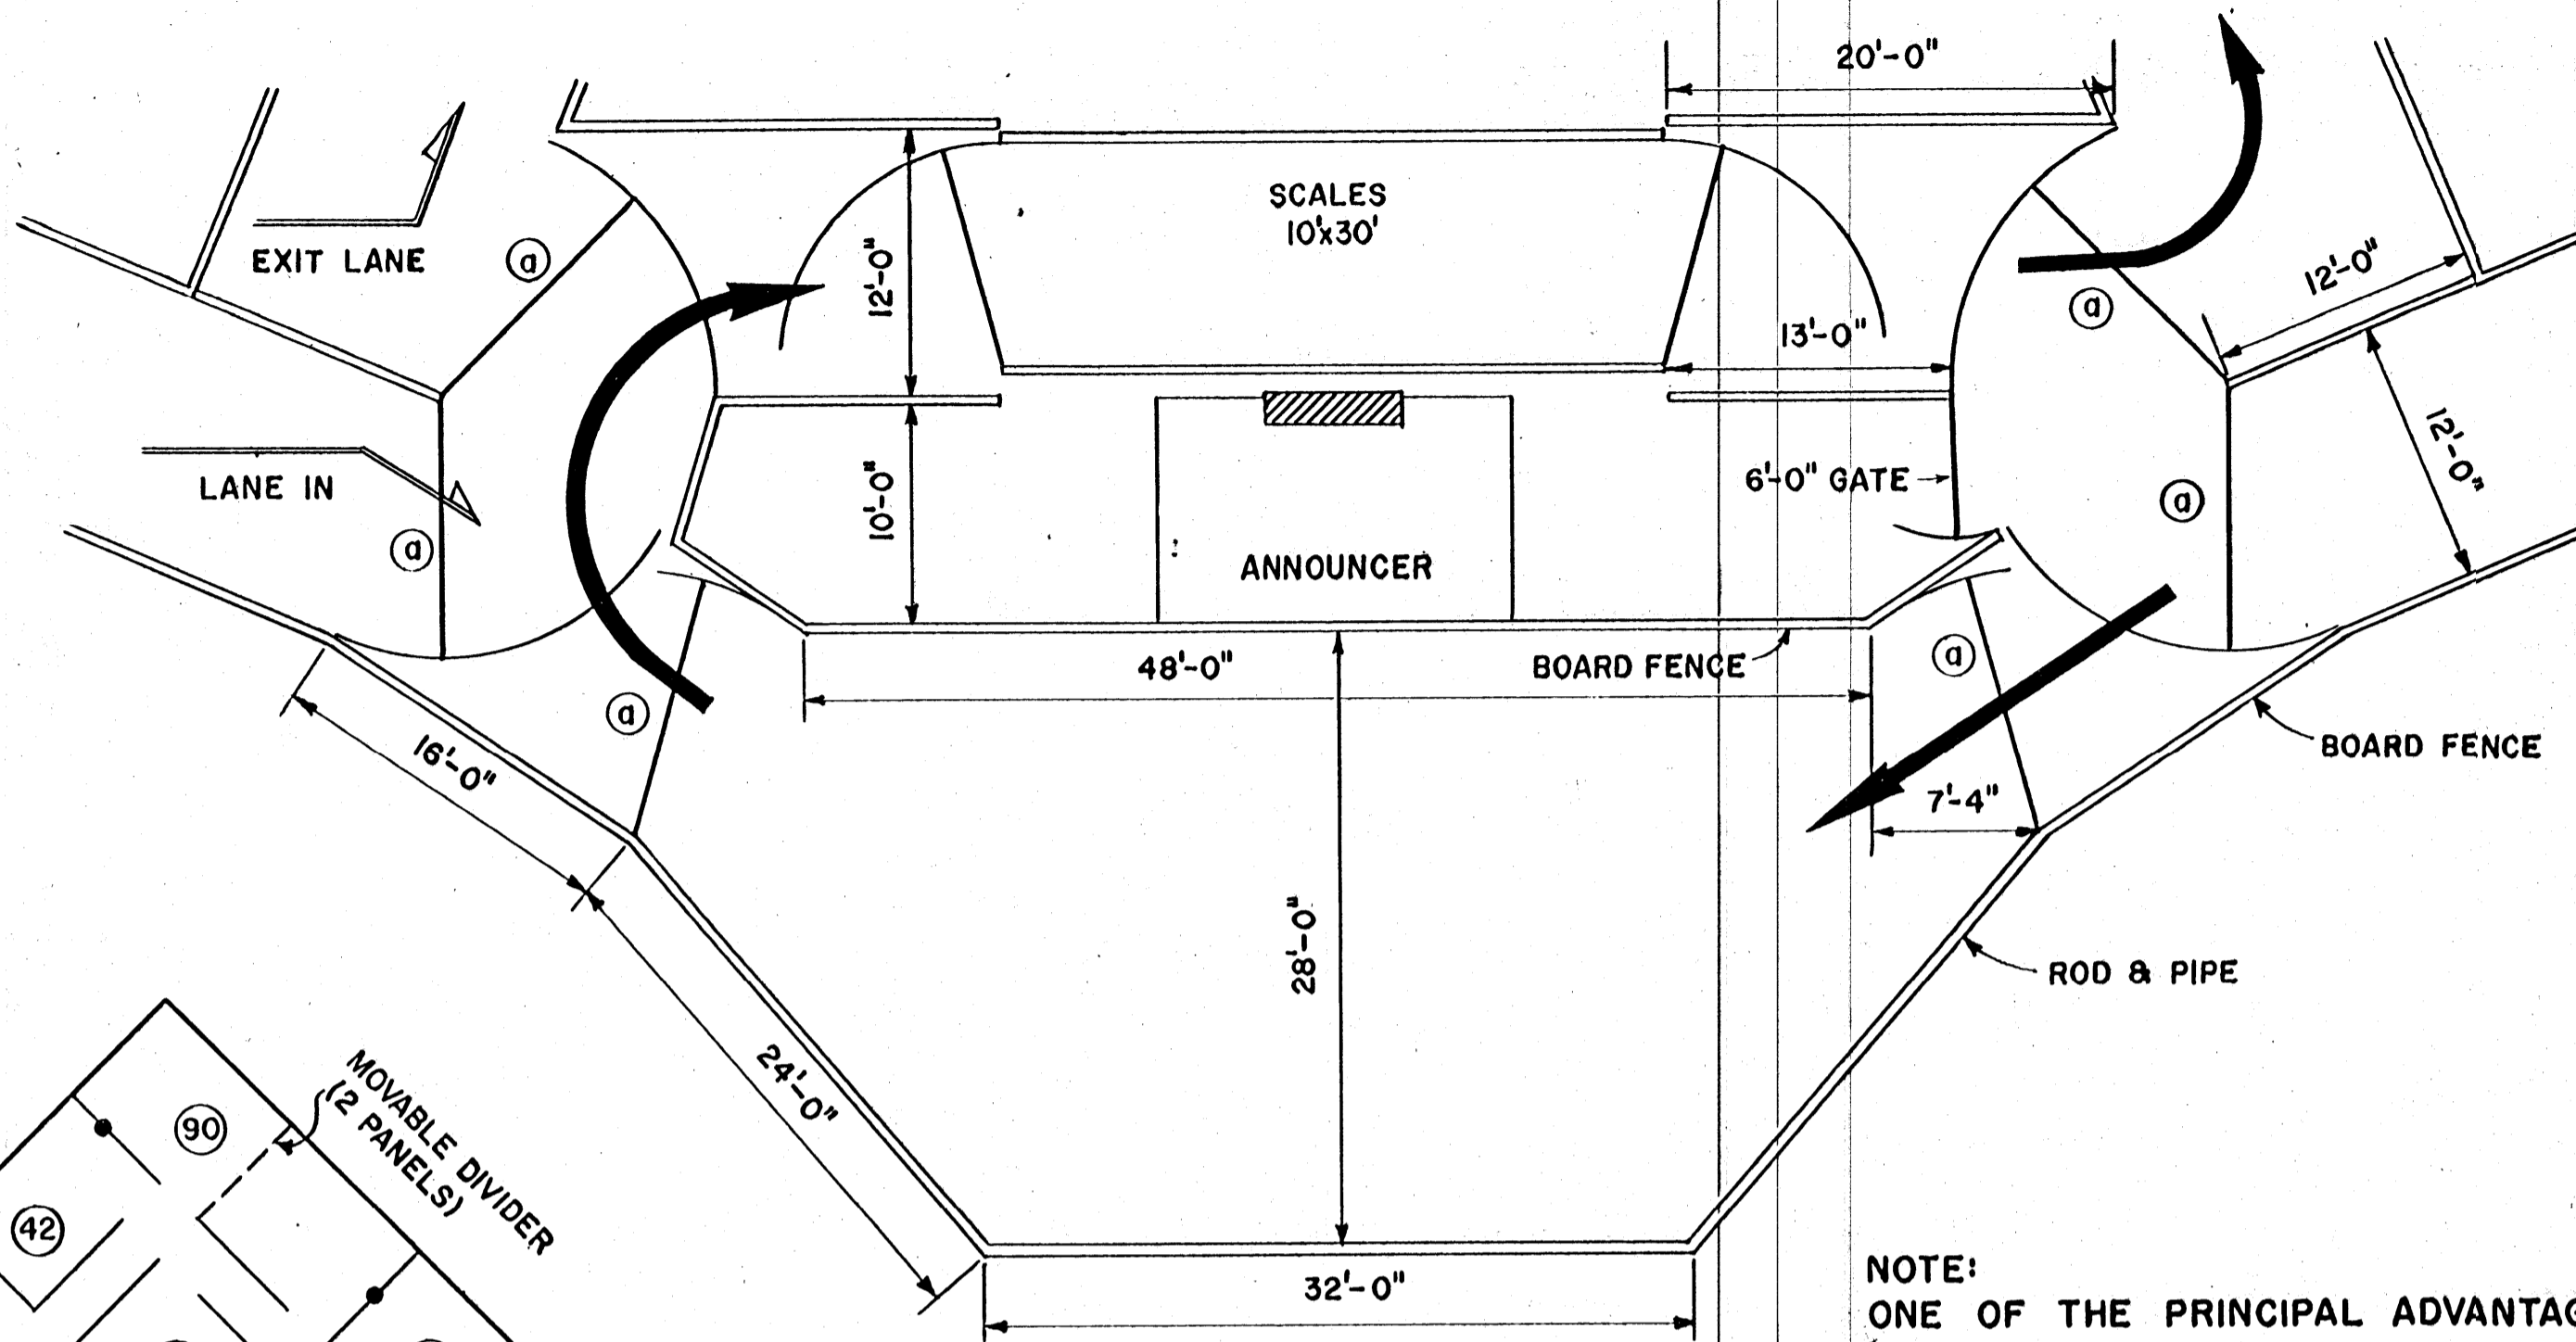 20'-0"
SCALES
10'x30'
EXIT LANE
a
12'-0"
a
12'-0"
13'-0"
12'-0"
LANE IN
a
10'-0"
6'-0" GATE
a
ANNOUNCER
48'-0"
BOARD FENCE
a
a
16'-0"
7'-4"
BOARD FENCE
28'-0"
ROD & PIPE
24'-0"
MOVABLE DIVIDER
(2 PANELS)
90
42
32'-0"
NOTE:
ONE OF THE PRINCIPAL ADVANTAG